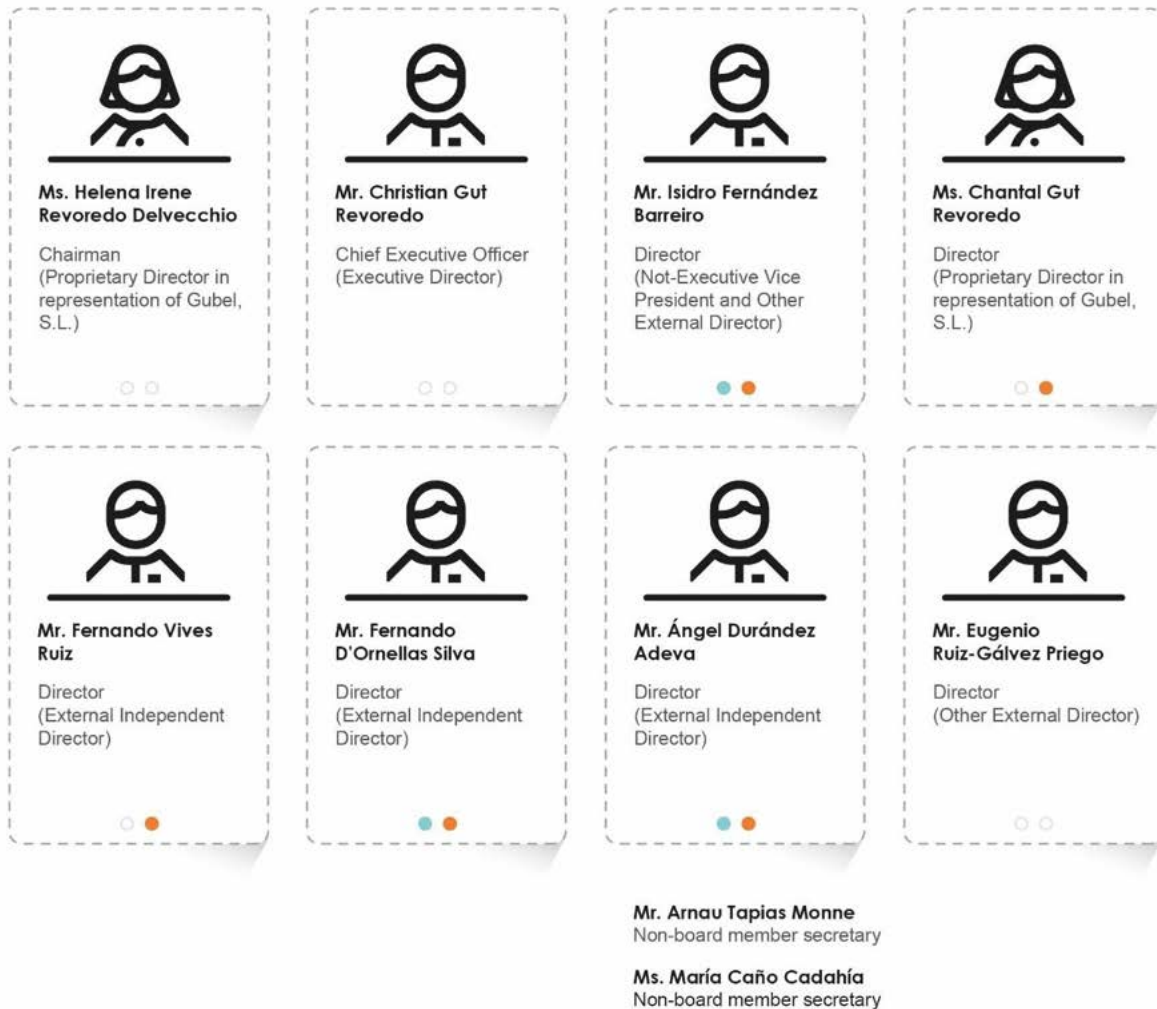 Ms. Helena Irene
Revoredo Delvecchio
Chairman
(Proprietary Director in
representation of Gubel,
S.L.)
Mr. Christian Gut
Revoredo
Chief Executive Officer
(Executive Director)
Mr. Isidro Fernández
Barreiro
Director
(Not-Executive Vice
President and Other
External Director)
Ms. Chantal Gut
Revoredo
Director
(Proprietary Director in
representation of Gubel,
S.L.)
Mr. Fernando Vives
Ruiz
Director
(External Independent
Director)
Mr. Fernando
D'Ornellas Silva
Director
(External Independent
Director)
Mr. Ángel Durández
Adeva
Director
(External Independent
Director)
Mr. Eugenio
Ruiz-Gálvez Priego
Director
(Other External Director)
Mr. Arnau Tapias Monne
Non-board member secretary
Ms. María Caño Cadahía
Non-board member secretary